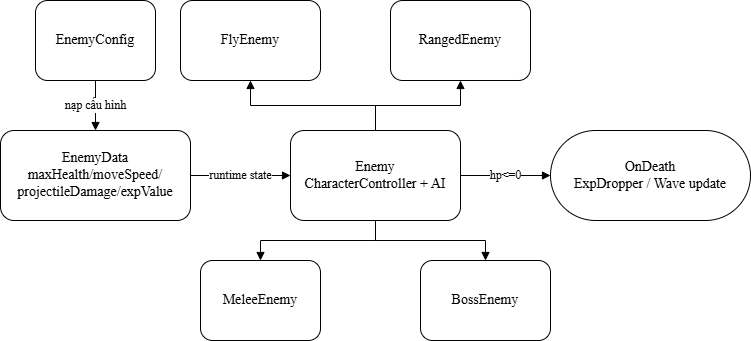 EnemyConfig
FlyEnemy
RangedEnemy
nạp cấu hình
EnemyData
maxHealth/moveSpeed/
projectileDamage/expValue
runtime state
Enemy
CharacterController + AI
hp<=0
OnDeath
ExpDropper / Wave update
MeleeEnemy
BossEnemy